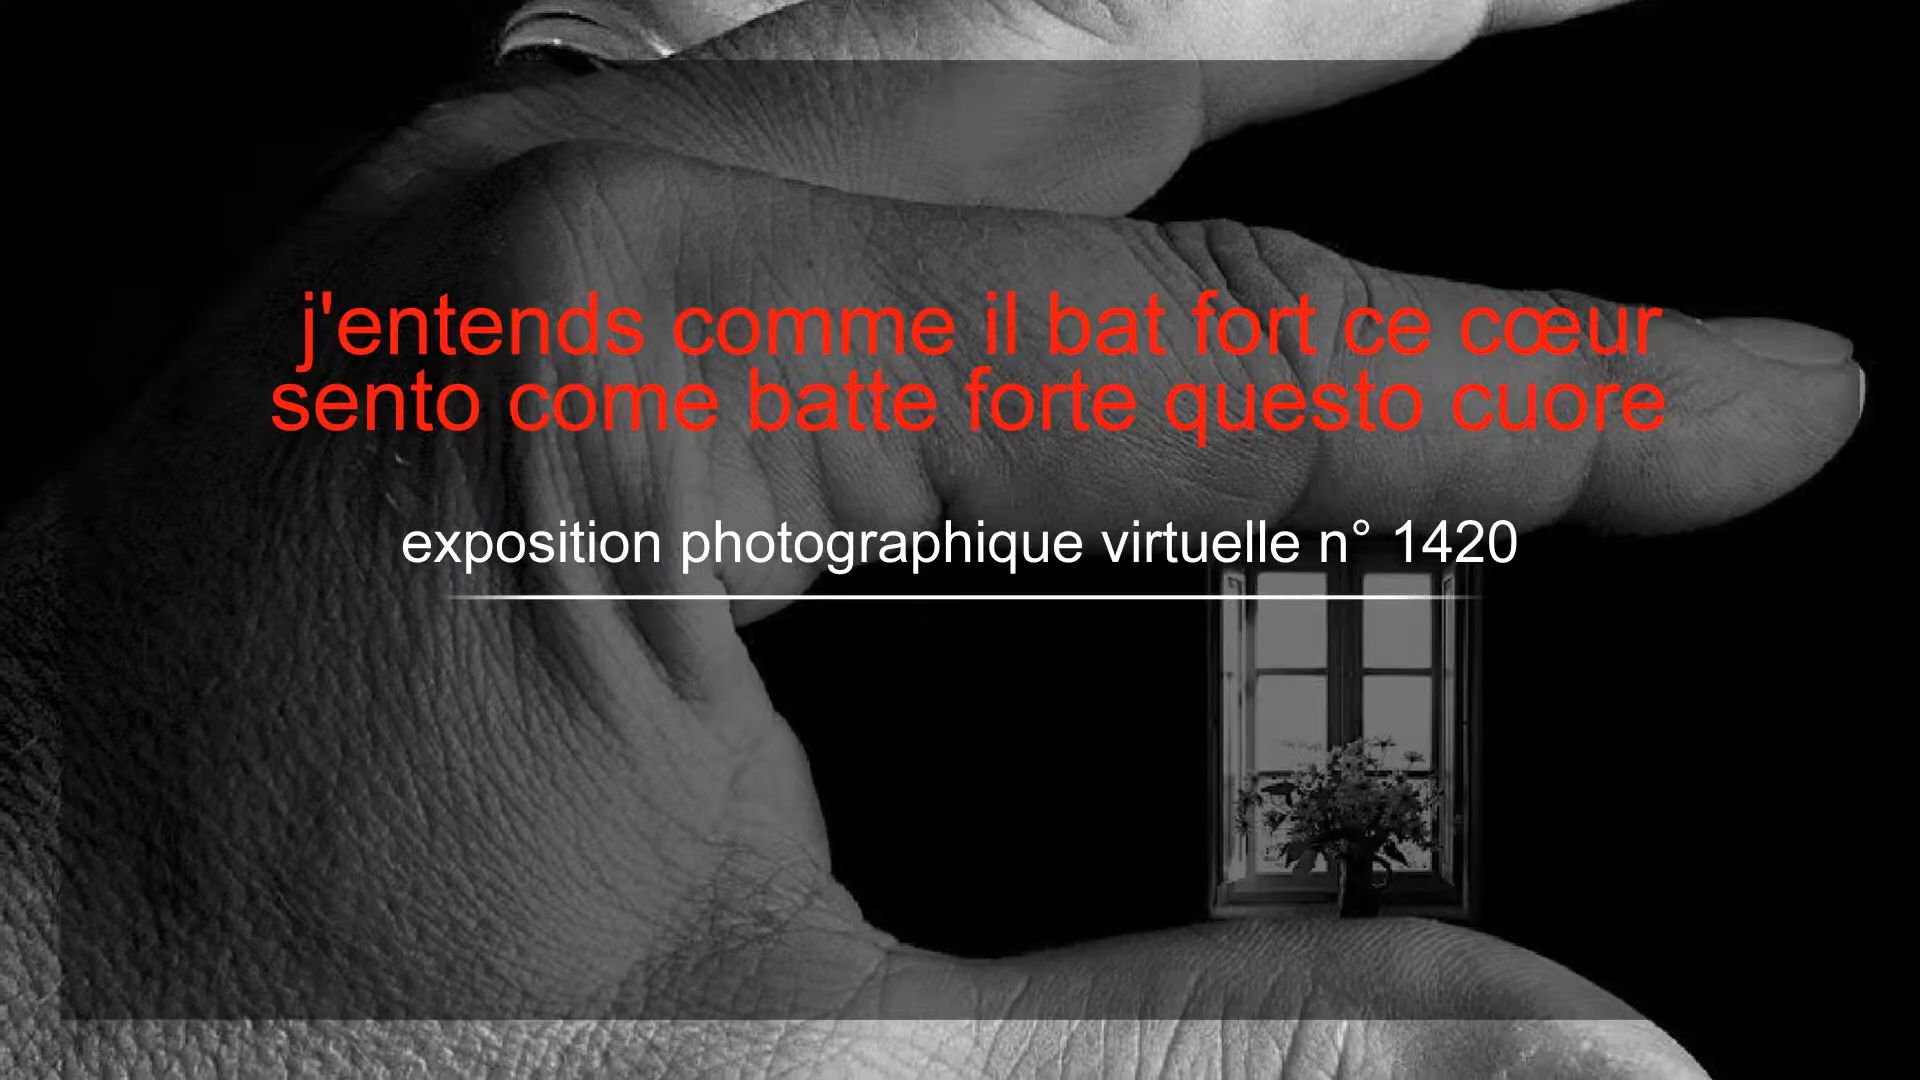 j'entends comme il bat fort ce cœur
sento come batte forte questo cuore
exposition photographique virtuelle n° 1420